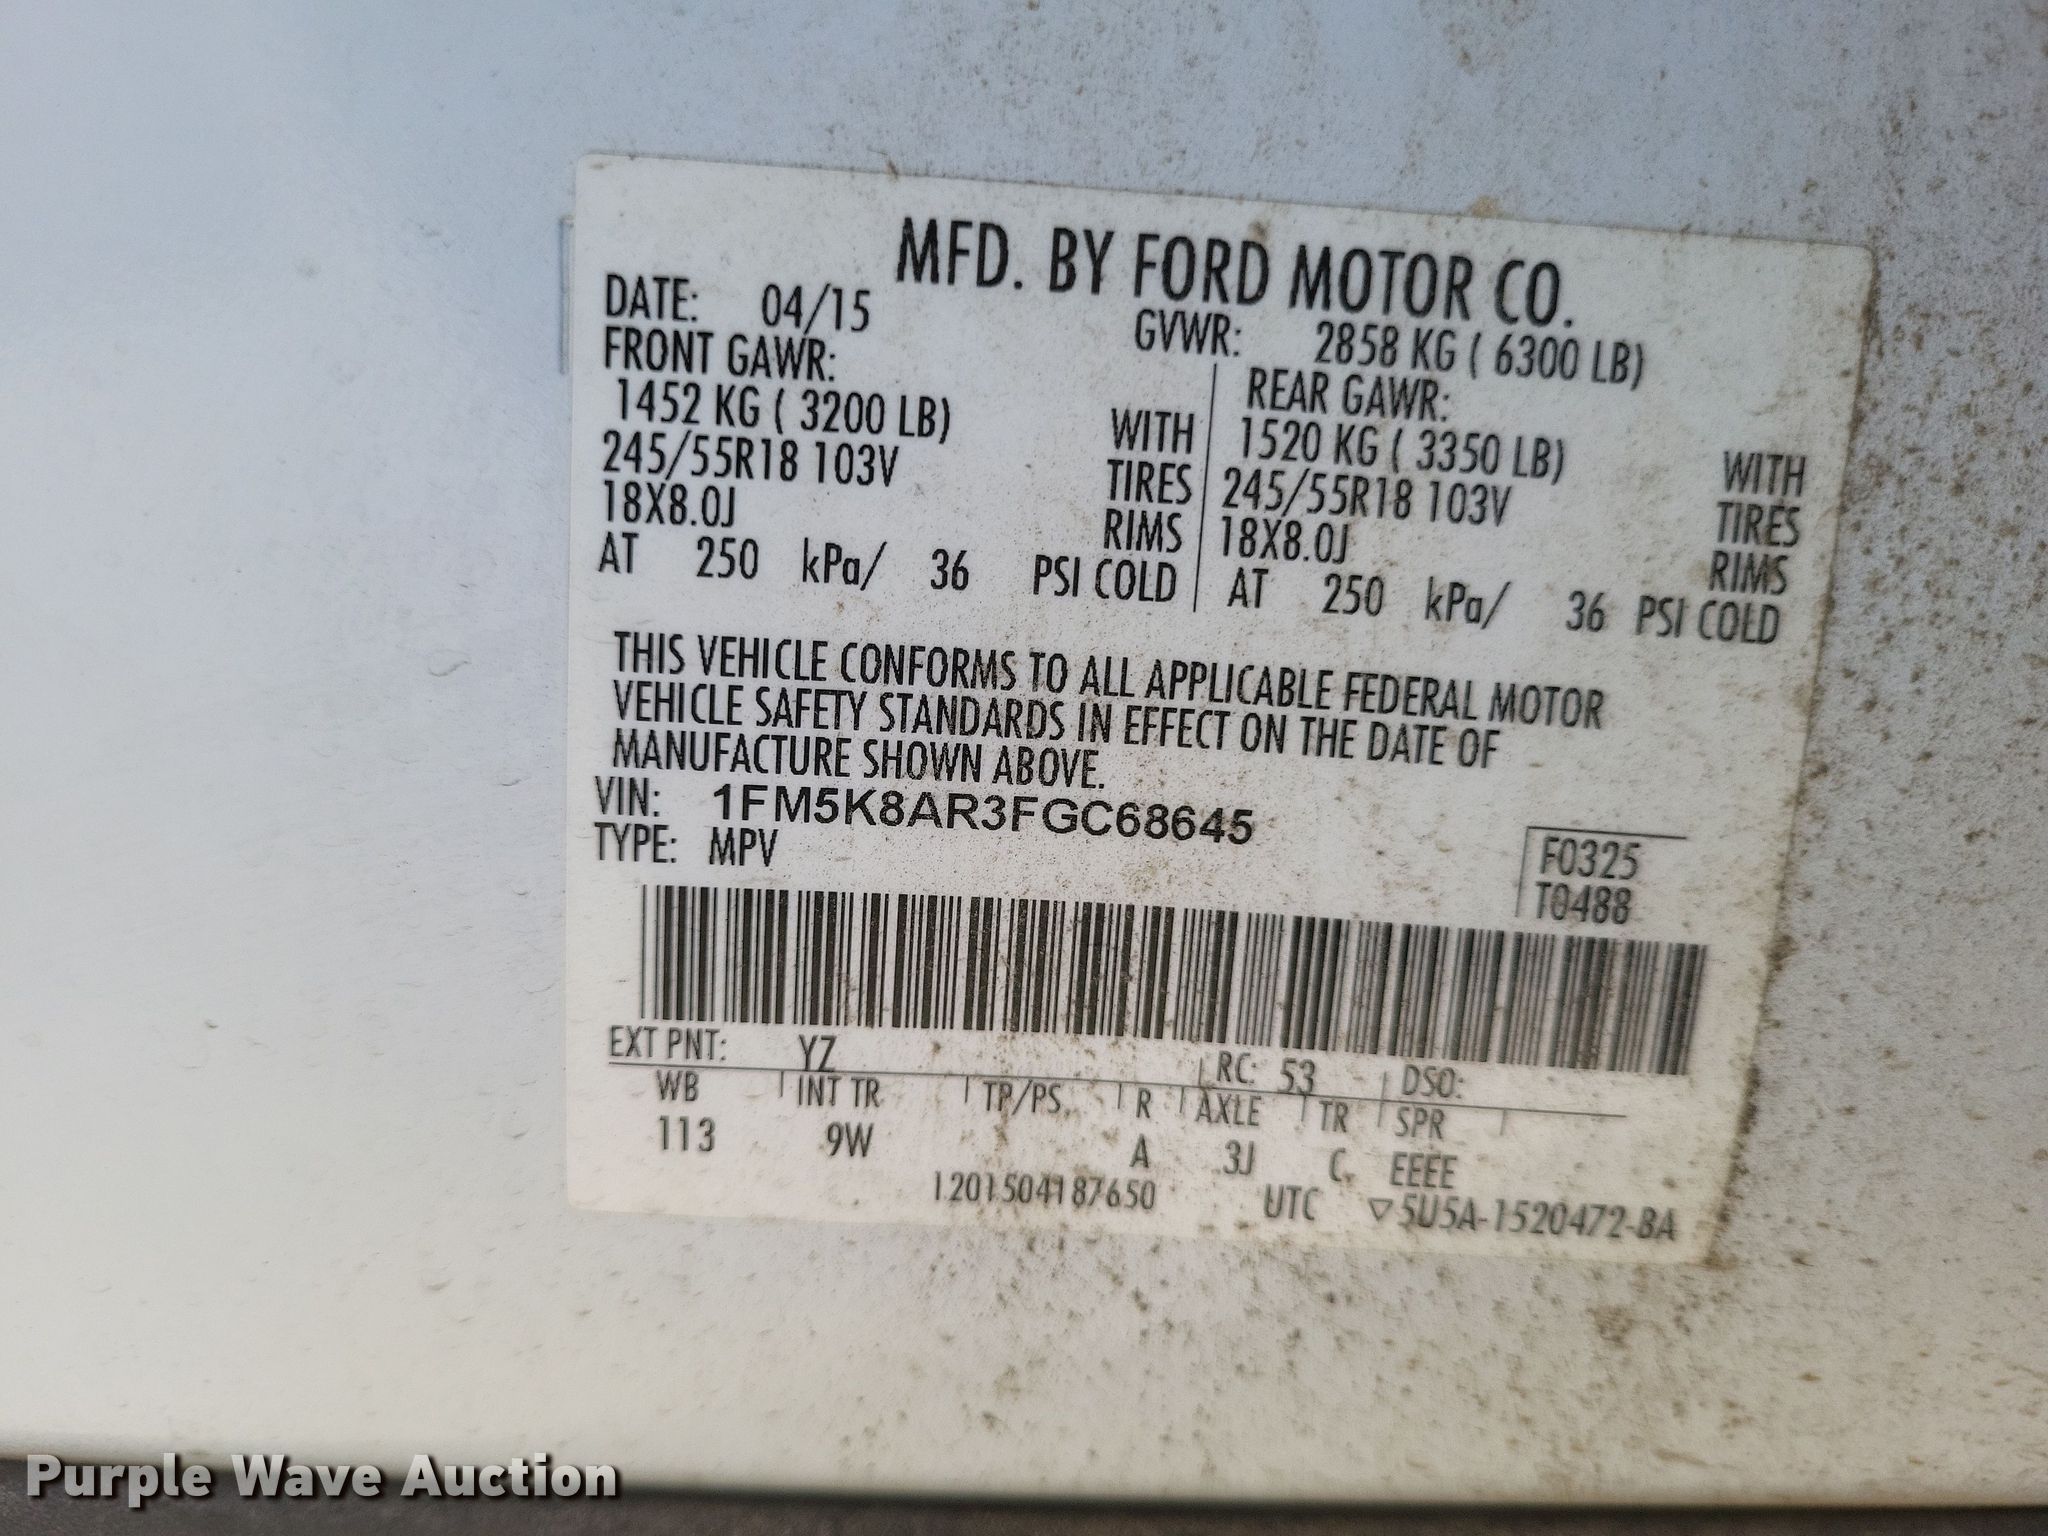 MFD. BY FORD MOTOR CO.
DATE: 04/15 GVWR: 2858 KG ( 6300 LB)
FRONT GAWR: REAR GAWR:
1452 KG ( 3200 LB) WITH 1520 KG ( 3350 LB) WITH
245/55R18 103V TIRES 245/55R18 103V TIRES
18X8.0J RIMS 18X8.0J RIMS
AT 250 kPa/ 36 PSI COLD AT 250 kPa/ 36 PSI COLD
THIS VEHICLE CONFORMS TO ALL APPLICABLE FEDERAL MOTOR
VEHICLE SAFETY STANDARDS IN EFFECT ON THE DATE OF
MANUFACTURE SHOWN ABOVE.
VIN: 1FM5K8AR3FGC68645
TYPE: MPV
F0325
T0488
EXT PNT: YZ RC: 53 DSO:
WB INT TR TP/PS R AXLE TR SPR
113 9W A 3J C EEEE
1201504187650 UTC ▽5U5A-1520472-BA
Purple Wave Auction